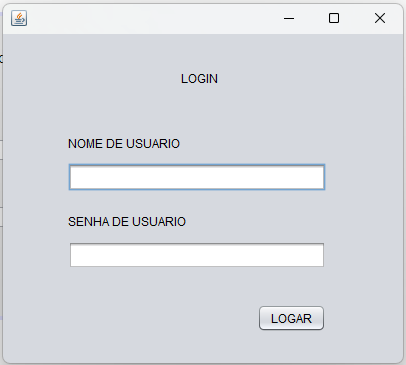 LOGIN
NOME DE USUARIO
SENHA DE USUARIO
LOGAR